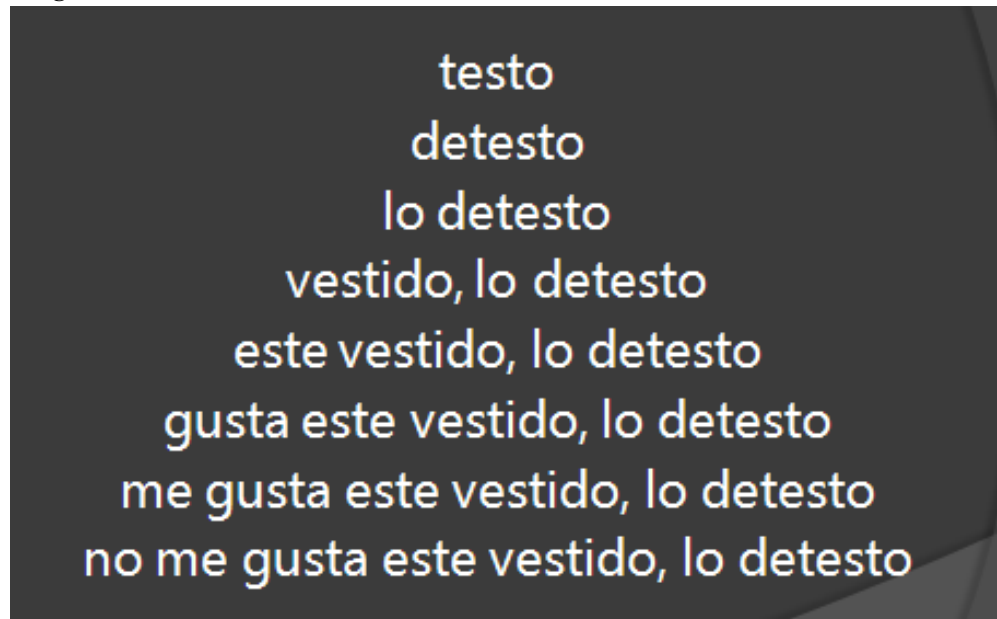 testo
detesto
lo detesto
vestido, lo detesto
este vestido, lo detesto
gusta este vestido, lo detesto
me gusta este vestido, lo detesto
no me gusta este vestido, lo detesto